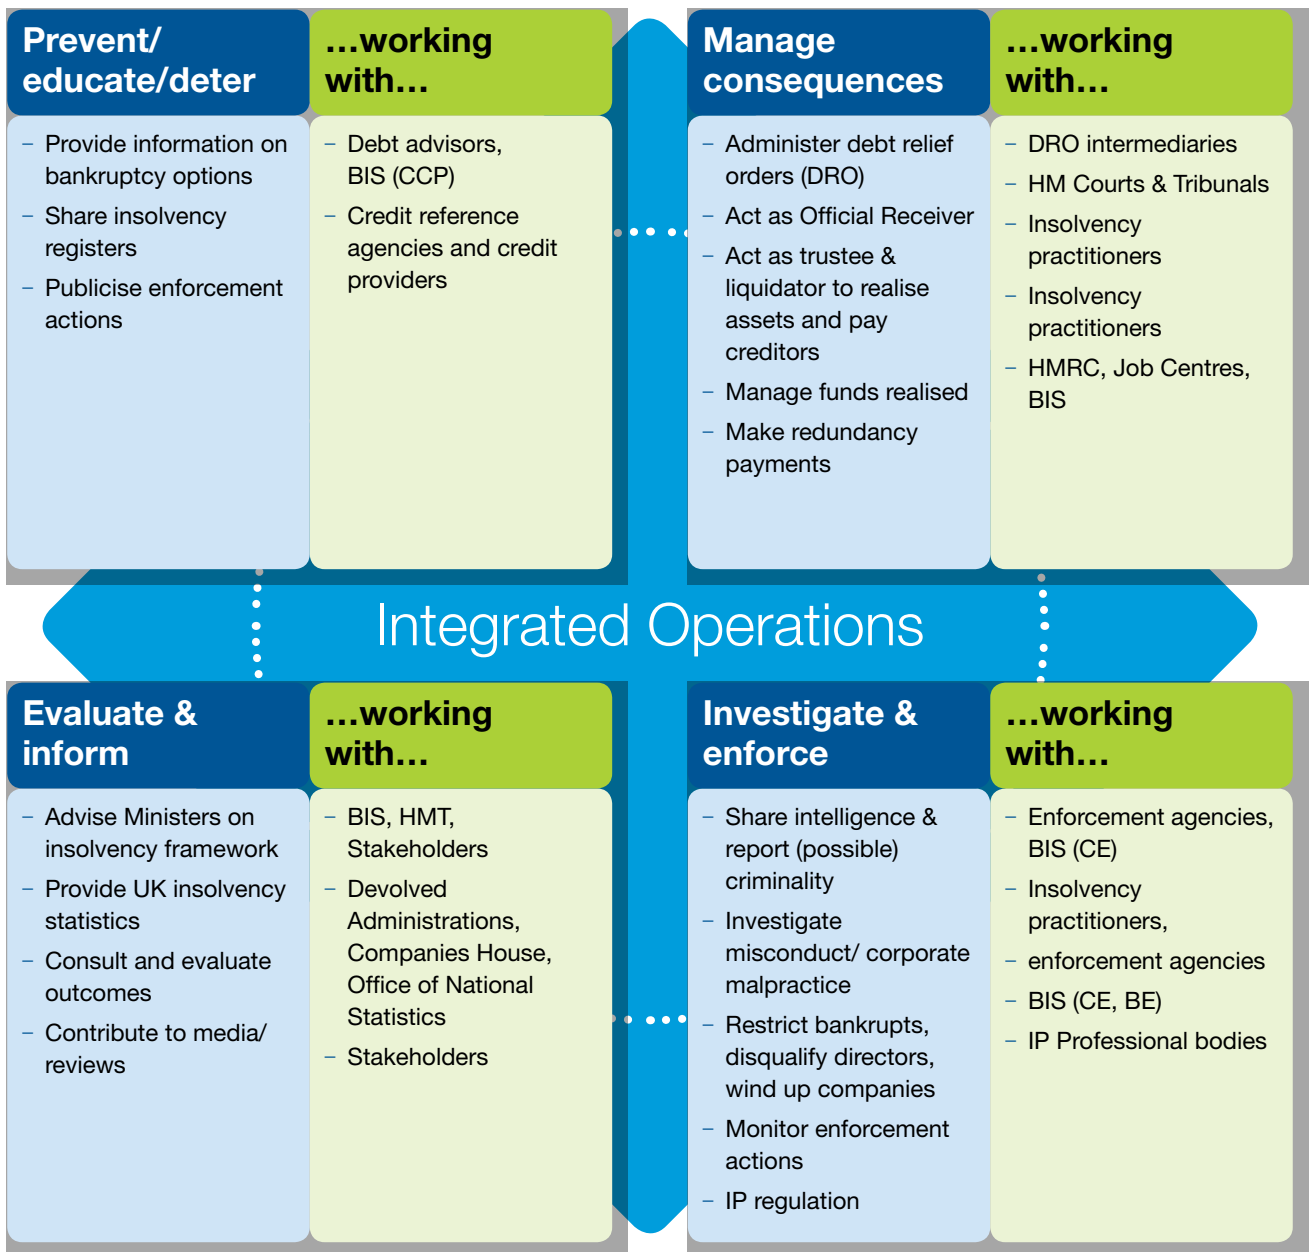 Prevent/
educate/deter
– Provide information on
bankruptcy options
– Share insolvency
registers
– Publicise enforcement
actions
...working
with...
– Debt advisors,
BIS (CCP)
– Credit reference
agencies and credit
providers
Manage
consequences
– Administer debt relief
orders (DRO)
– Act as Official Receiver
– Act as trustee &
liquidator to realise
assets and pay
creditors
– Manage funds realised
– Make redundancy
payments
...working
with...
– DRO intermediaries
– HM Courts & Tribunals
– Insolvency
practitioners
– Insolvency
practitioners
– HMRC, Job Centres,
BIS
Integrated Operations
Evaluate &
inform
– Advise Ministers on
insolvency framework
– Provide UK insolvency
statistics
– Consult and evaluate
outcomes
– Contribute to media/
reviews
...working
with...
– BIS, HMT,
Stakeholders
– Devolved
Administrations,
Companies House,
Office of National
Statistics
– Stakeholders
Investigate &
enforce
– Share intelligence &
report (possible)
criminality
– Investigate
misconduct/ corporate
malpractice
– Restrict bankrupts,
disqualify directors,
wind up companies
– Monitor enforcement
actions
– IP regulation
...working
with...
– Enforcement agencies,
BIS (CE)
– Insolvency
practitioners,
– enforcement agencies
– BIS (CE, BE)
– IP Professional bodies